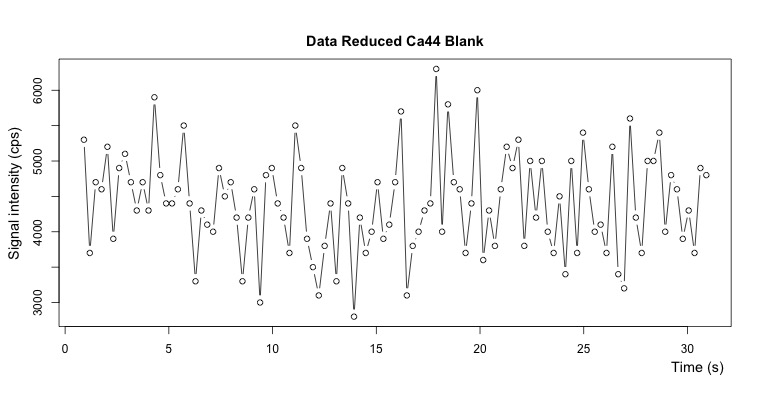 Data Reduced Ca44 Blank
Signal intensity (cps)
6000
5000
4000
3000
0 5 10 15 20 25 30
Time (s)